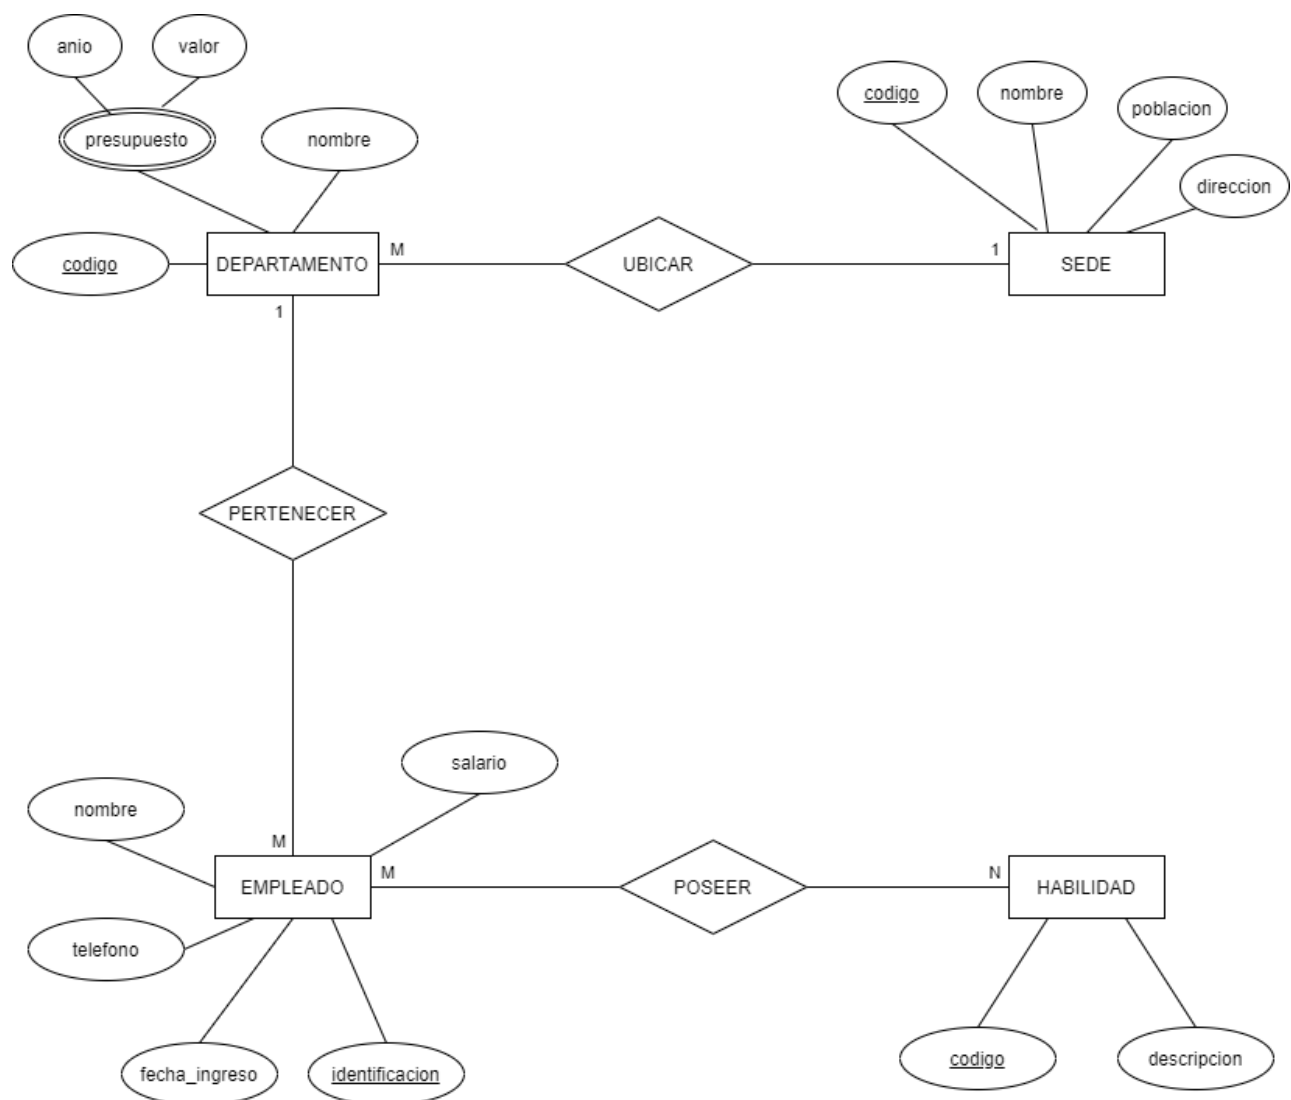 anio
valor
presupuesto
nombre
codigo
DEPARTAMENTO
M
UBICAR
1
SEDE
codigo
nombre
poblacion
direccion
1
PERTENECER
M
salario
nombre
EMPLEADO
M
POSEER
N
HABILIDAD
telefono
fecha_ingreso
identificacion
codigo
descripcion